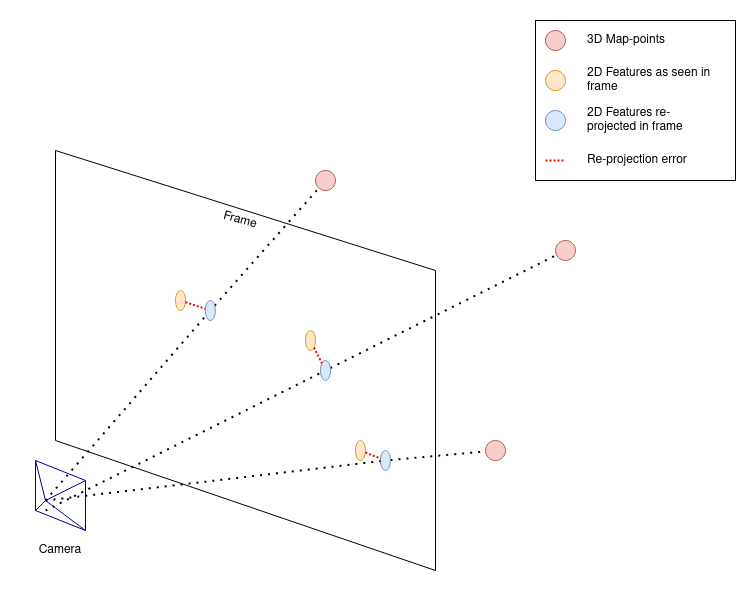 3D Map-points
2D Features as seen in
frame
2D Features re-
projected in frame
Re-projection error
Frame
Camera